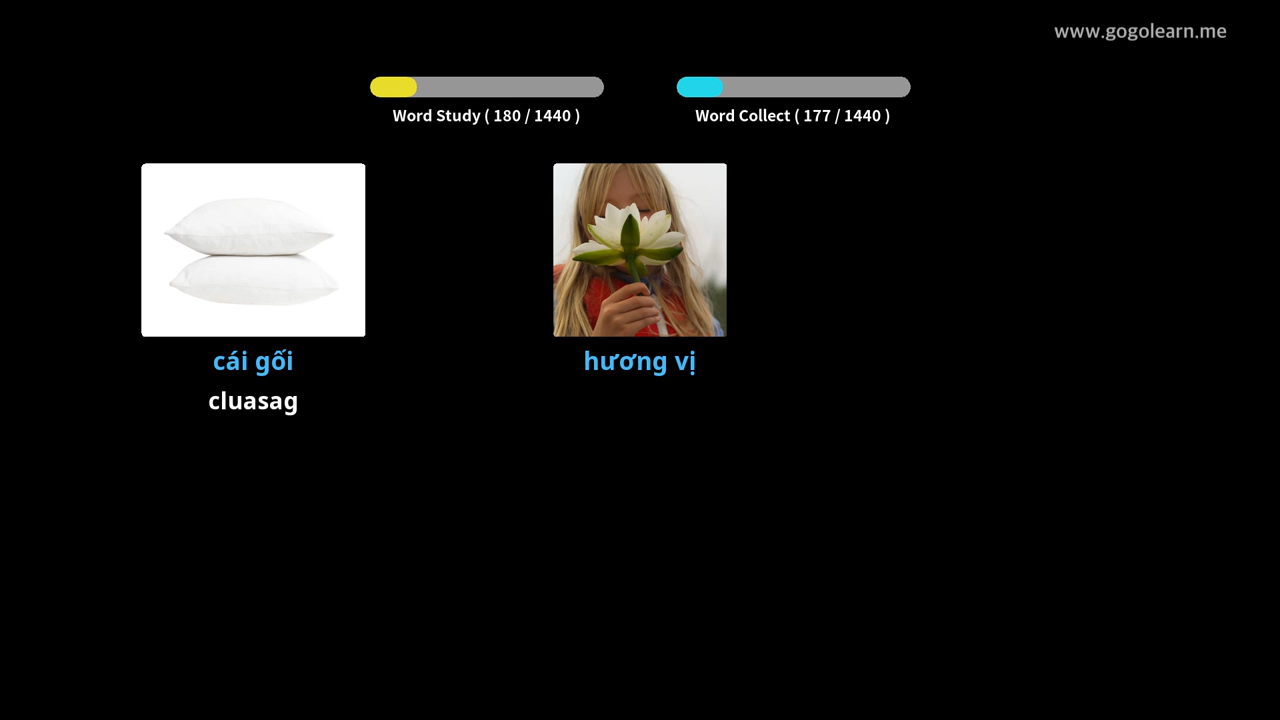 www.gogolearn.me
Word Study ( 180 / 1440 )
Word Collect ( 177 / 1440 )
cái gối
cluasag
hương vị